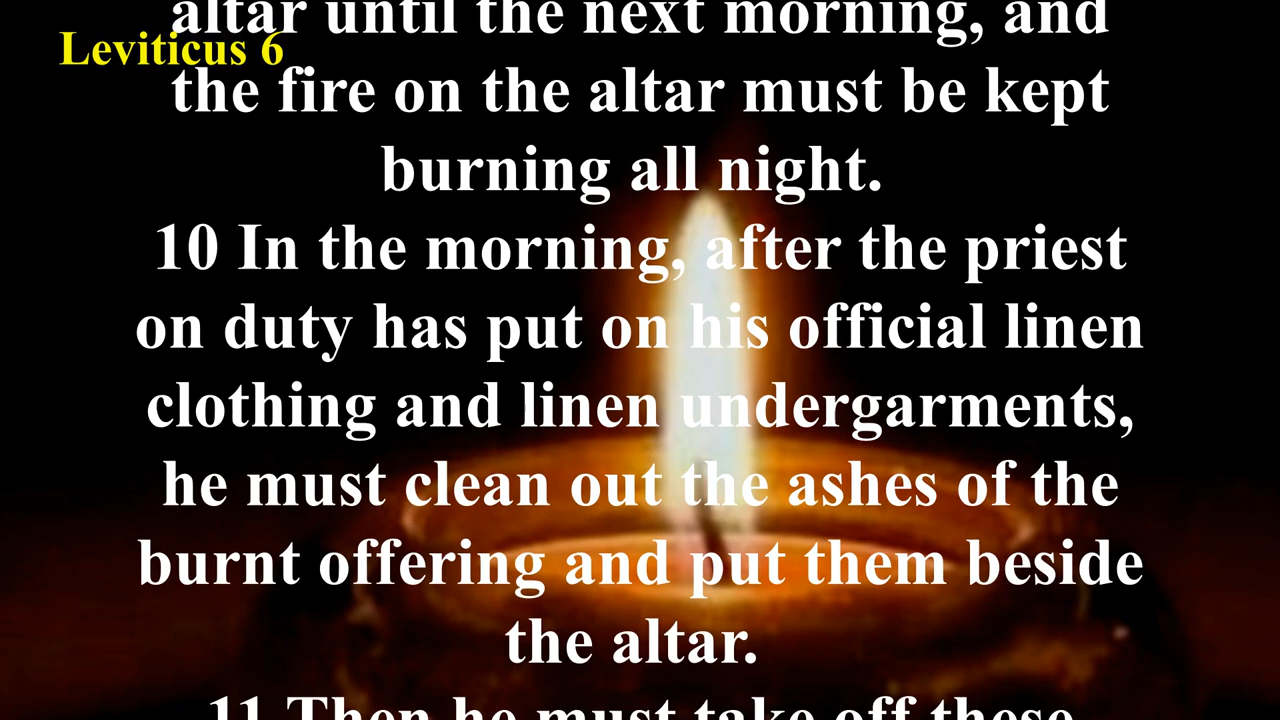 altar until the next morning, and
Leviticus 6
the fire on the altar must be kept
burning all night.
10 In the morning, after the priest
on duty has put on his official linen
clothing and linen undergarments,
he must clean out the ashes of the
burnt offering and put them beside
the altar.
11 Then he must take off these